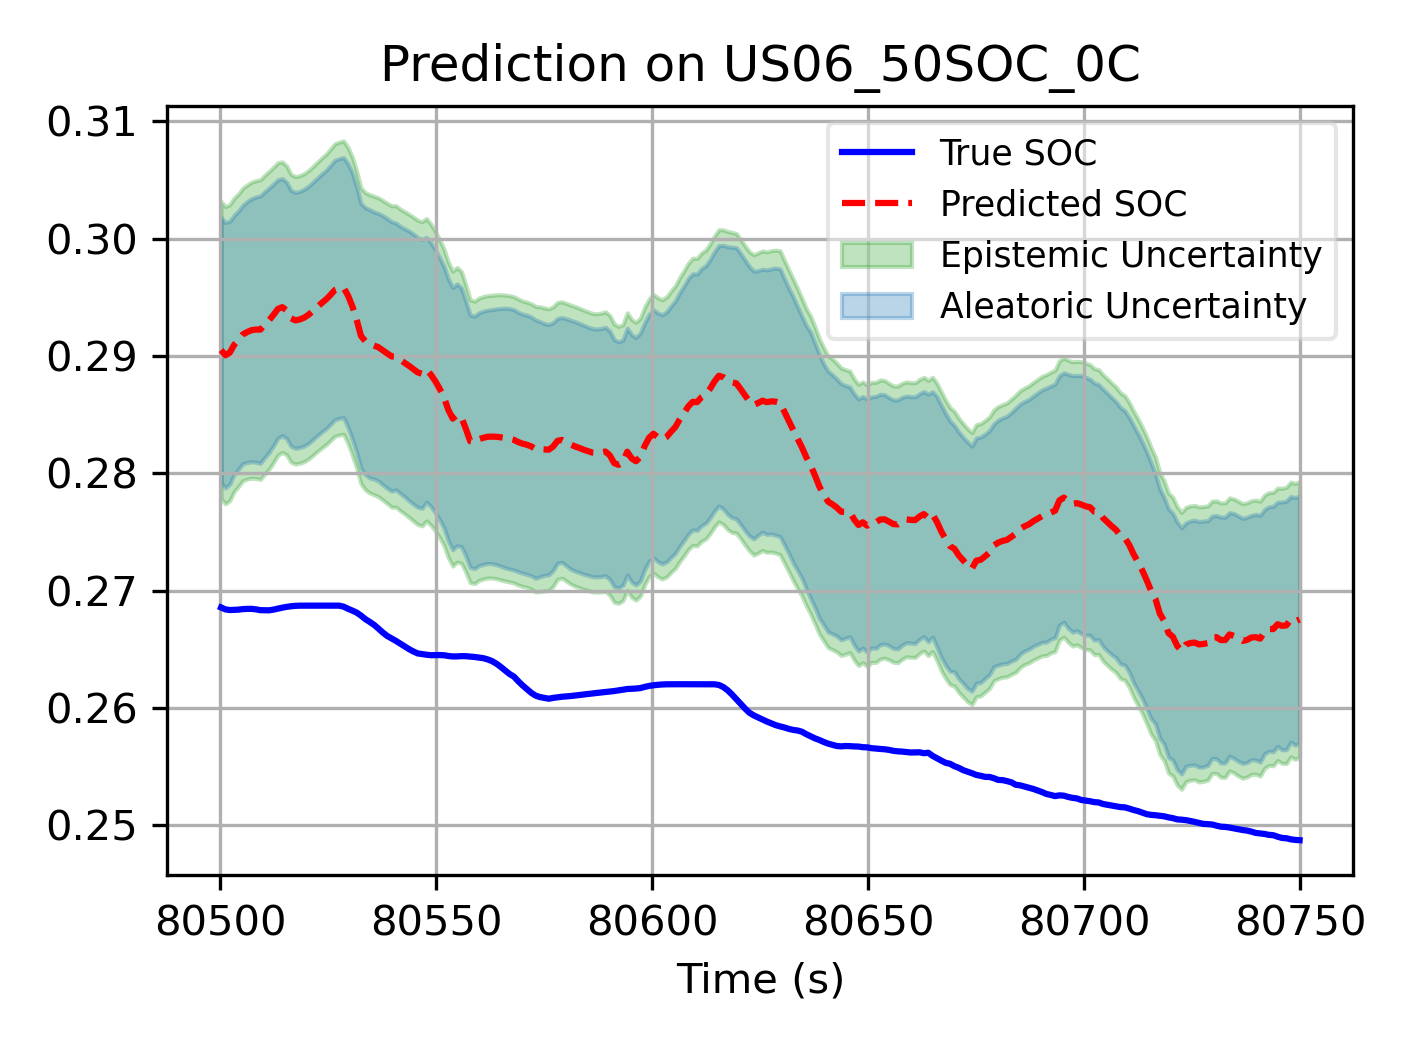 Prediction on US06_50SOC_0C
0.31
0.30
0.29
0.28
0.27
0.26
0.25
True SOC
Predicted SOC
Epistemic Uncertainty
Aleatoric Uncertainty
80500 80550 80600 80650 80700 80750
Time (s)